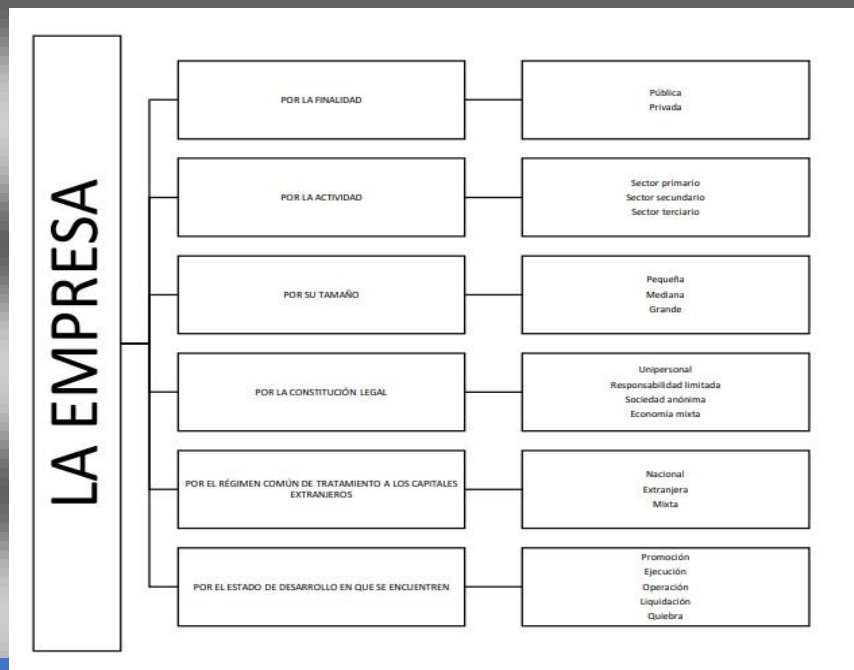 LA EMPRESA
POR LA FINALIDAD
Pública
Privada
POR LA ACTIVIDAD
Sector primario
Sector secundario
Sector terciario
POR SU TAMAÑO
Pequeña
Mediana
Grande
POR LA CONSTITUCIÓN LEGAL
Unipersonal
Responsabilidad limitada
Sociedad anónima
Economía mixta
POR EL RÉGIMEN COMÚN DE TRATAMIENTO A LOS CAPITALES
EXTRANJEROS
Nacional
Extranjera
Mixta
POR EL ESTADO DE DESARROLLO EN QUE SE ENCUENTREN
Promoción
Ejecución
Operación
Liquidación
Quiebra